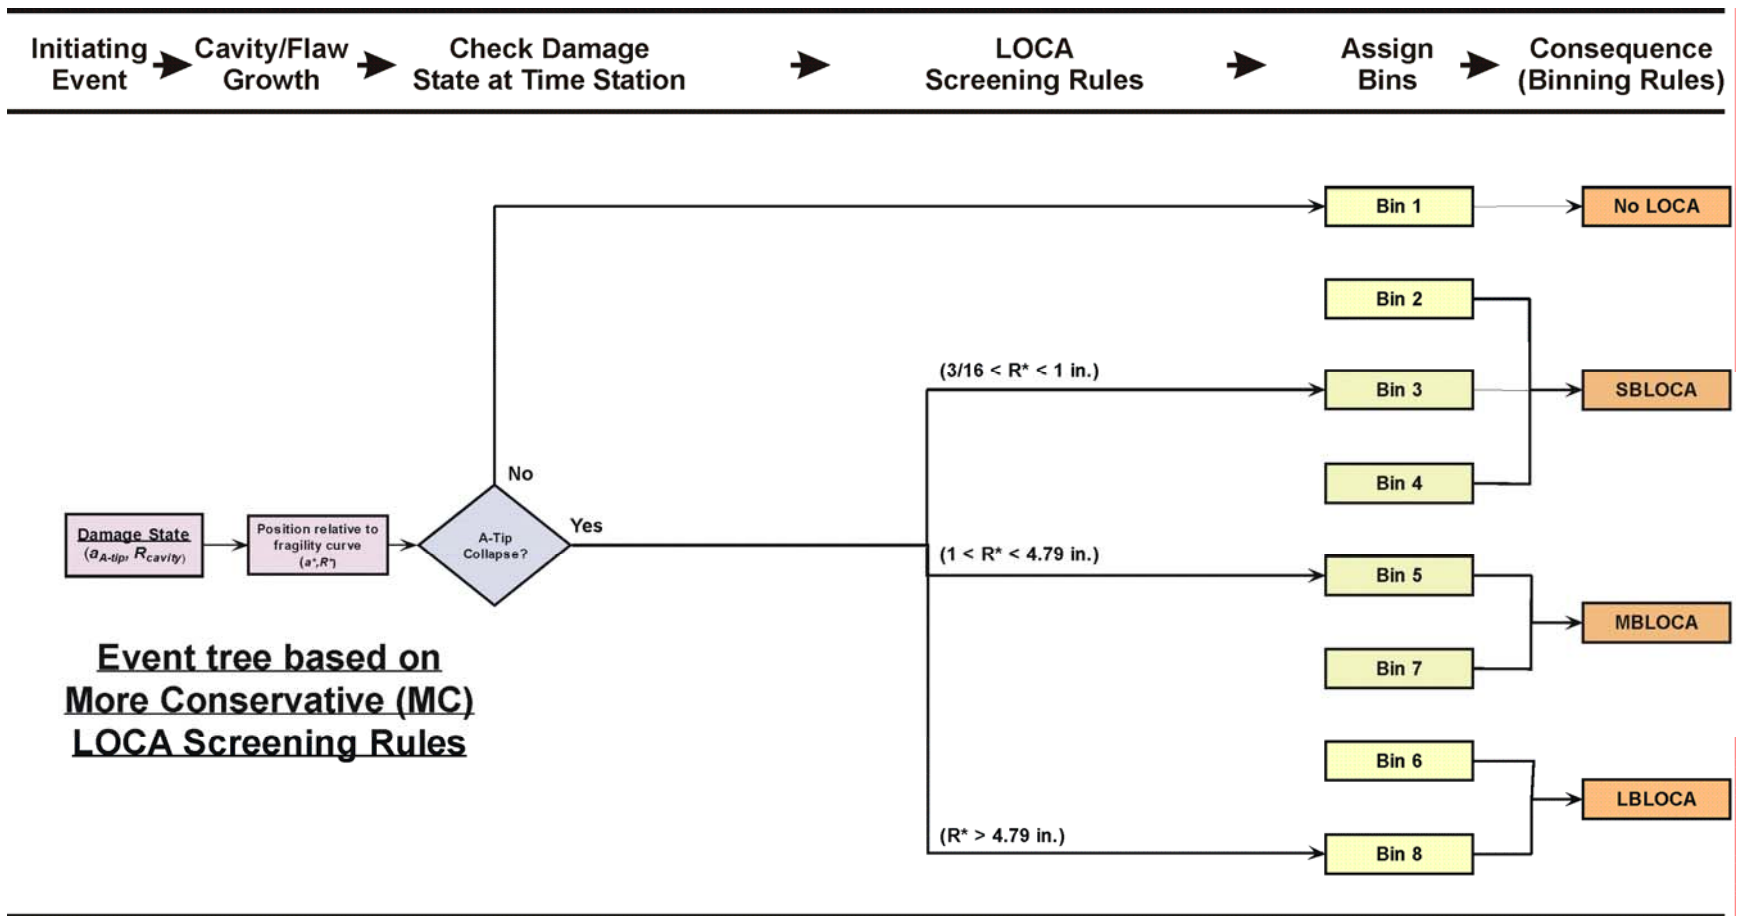 Initiating
Event
Cavity/Flaw
Growth
Check Damage
State at Time Station
LOCA
Screening Rules
Assign
Bins
Consequence
(Binning Rules)
Bin 1
No LOCA
Bin 2
(3/16 < R* < 1 in.)
Bin 3
SBLOCA
Bin 4
No
Yes
Damage State
(a A-tip, R cavity)
Position relative to
fragility curve
(a*,R*)
A-Tip
Collapse?
(1 < R* < 4.79 in.)
Bin 5
MBLOCA
Bin 7
Event tree based on
More Conservative (MC)
LOCA Screening Rules
Bin 6
LBLOCA
(R* > 4.79 in.)
Bin 8